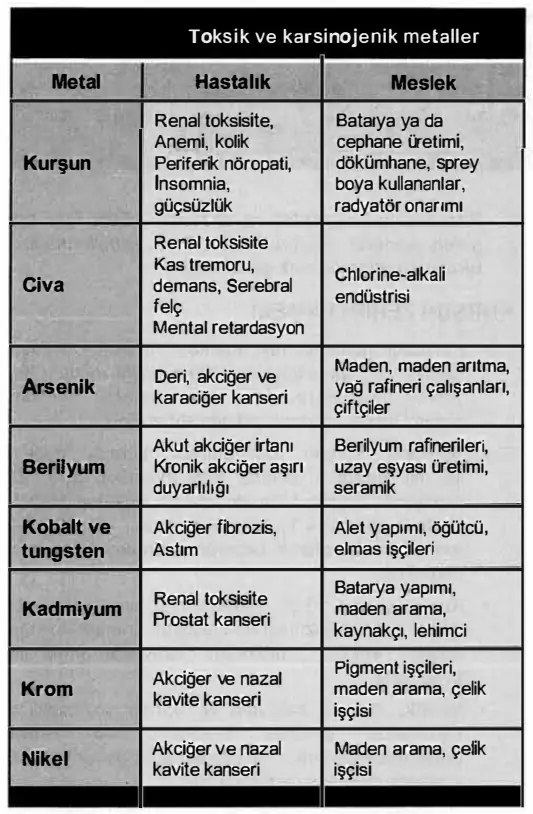 Toksik ve karsinojenik metaller
Metal
Hastalık
Meslek
Kurşun
Renal toksisite,
Anemi, kolik
Periferik nöropati,
İnsomnia,
güçsüzlük
Batarya ya da
cephane üretimi,
dökümhane, sprey
boya kullananlar,
radyatör onarımı
Civa
Renal toksisite
Kas tremoru,
demans, Serebral
felç
Mental retardasyon
Chlorine-alkali
endüstrisi
Arsenik
Deri, akciğer ve
karaciğer kanseri
Maden, maden arıtma,
yağ rafineri çalışanları,
çiftçiler
Berilyum
Akut akciğer irtanı
Kronik akciğer aşırı
duyarlılığı
Berilyum rafinerileri,
uzay eşyası üretimi,
seramik
Kobalt ve
tungsten
Akciğer fibrozis,
Astım
Alet yapımı, öğütcü,
elmas işçileri
Kadmiyum
Renal toksisite
Prostat kanseri
Batarya yapımı,
maden arama,
kaynakçı, lehimci
Krom
Akciğer ve nazal
kavite kanseri
Pigment işçileri,
maden arama, çelik
işçisi
Nikel
Akciğer ve nazal
kavite kanseri
Maden arama, çelik
işçisi